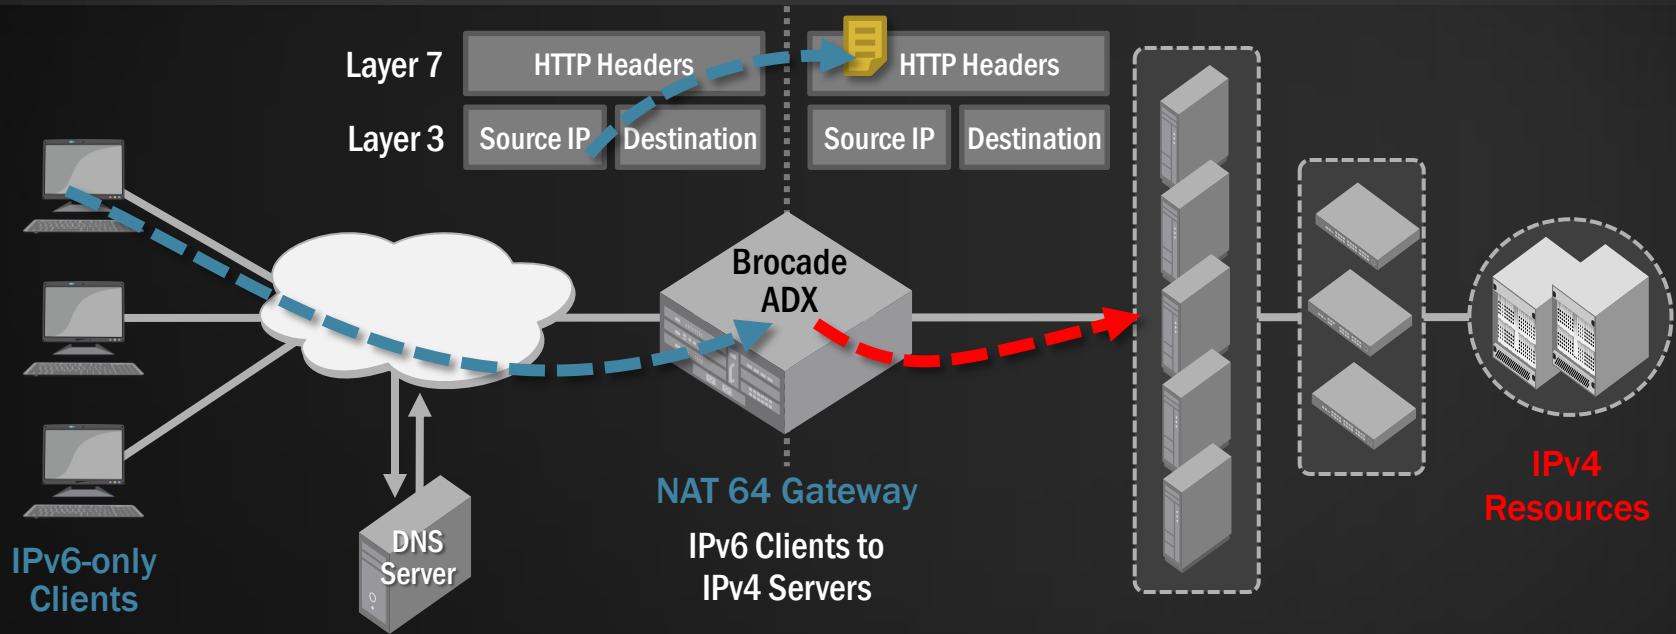 Layer 7
HTTP Headers
HTTP Headers
Layer 3
Source IP
Destination
Source IP
Destination
Brocade
ADX
NAT 64 Gateway
IPv6 Clients to
IPv4 Servers
IPv4
Resources
DNS
Server
IPv6-only
Clients